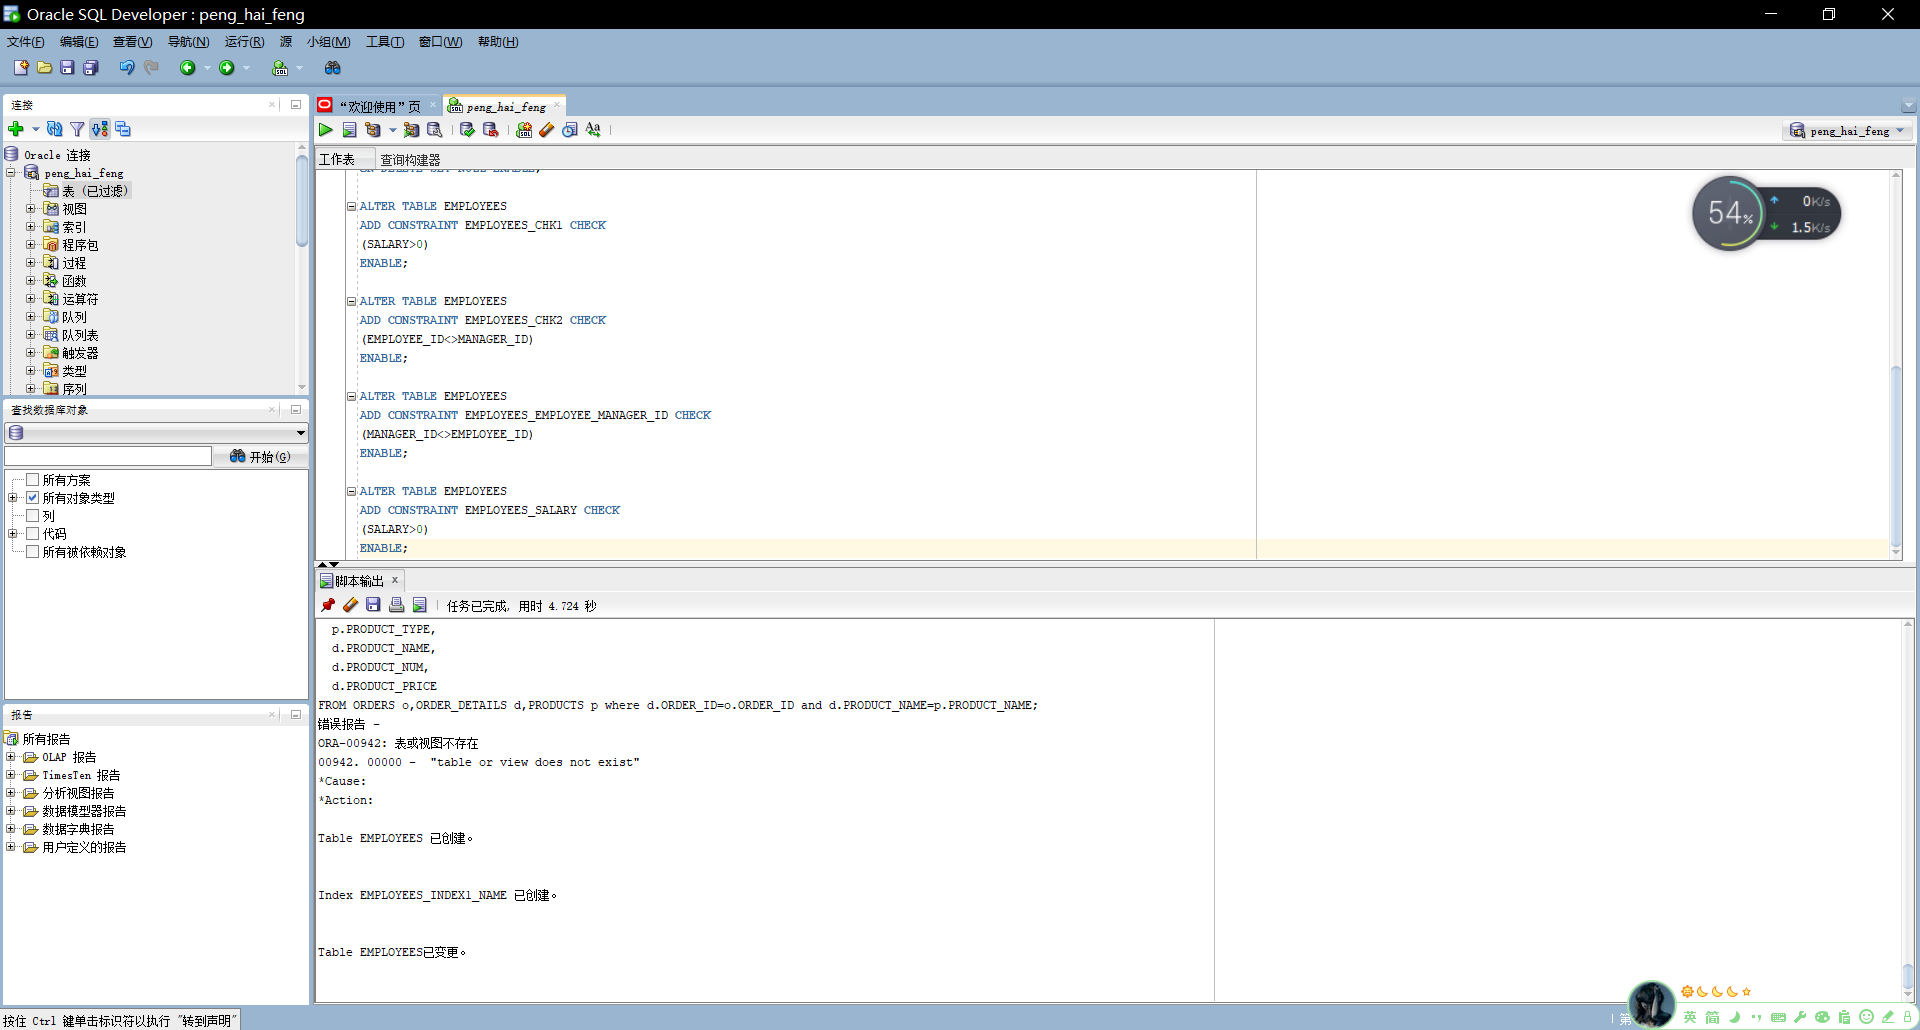 Oracle SQL Developer : peng_hai_feng
文件(F) 编辑(E) 查看(V) 导航(N) 运行(R) 源 小组(M) 工具(T) 窗口(W) 帮助(H)
连接
Oracle 连接
peng_hai_feng
表 (已过滤)
视图
索引
程序包
过程
函数
运算符
队列
队列表
触发器
类型
序列
查找数据库对象
开始(G)
所有方案
所有对象类型
列
代码
所有被依赖对象
报告
所有报告
OLAP 报告
TimesTen 报告
分析视图报告
数据模型器报告
数据字典报告
用户定义的报告
“欢迎使用”页
peng_hai_feng
peng_hai_feng
工作表 查询构建器
ON DELETE SET NULL ENABLE;
ALTER TABLE EMPLOYEES
ADD CONSTRAINT EMPLOYEES_CHK1 CHECK
(SALARY>0)
ENABLE;
ALTER TABLE EMPLOYEES
ADD CONSTRAINT EMPLOYEES_CHK2 CHECK
(EMPLOYEE_ID<>MANAGER_ID)
ENABLE;
ALTER TABLE EMPLOYEES
ADD CONSTRAINT EMPLOYEES_EMPLOYEE_MANAGER_ID CHECK
(MANAGER_ID<>EMPLOYEE_ID)
ENABLE;
ALTER TABLE EMPLOYEES
ADD CONSTRAINT EMPLOYEES_SALARY CHECK
(SALARY>0)
ENABLE;
54%
0K/s
1.5K/s
脚本输出
任务已完成, 用时 4.724 秒
p.PRODUCT_TYPE,
d.PRODUCT_NAME,
d.PRODUCT_NUM,
d.PRODUCT_PRICE
FROM ORDERS o,ORDER_DETAILS d,PRODUCTS p where d.ORDER_ID=o.ORDER_ID and d.PRODUCT_NAME=p.PRODUCT_NAME;
错误报告 -
ORA-00942: 表或视图不存在
00942. 00000 -  "table or view does not exist"
*Cause:
*Action:
Table EMPLOYEES 已创建。
Index EMPLOYEES_INDEX1_NAME 已创建。
Table EMPLOYEES已变更。
按住 Ctrl 键单击标识符以执行 "转到声明"
第
英 简